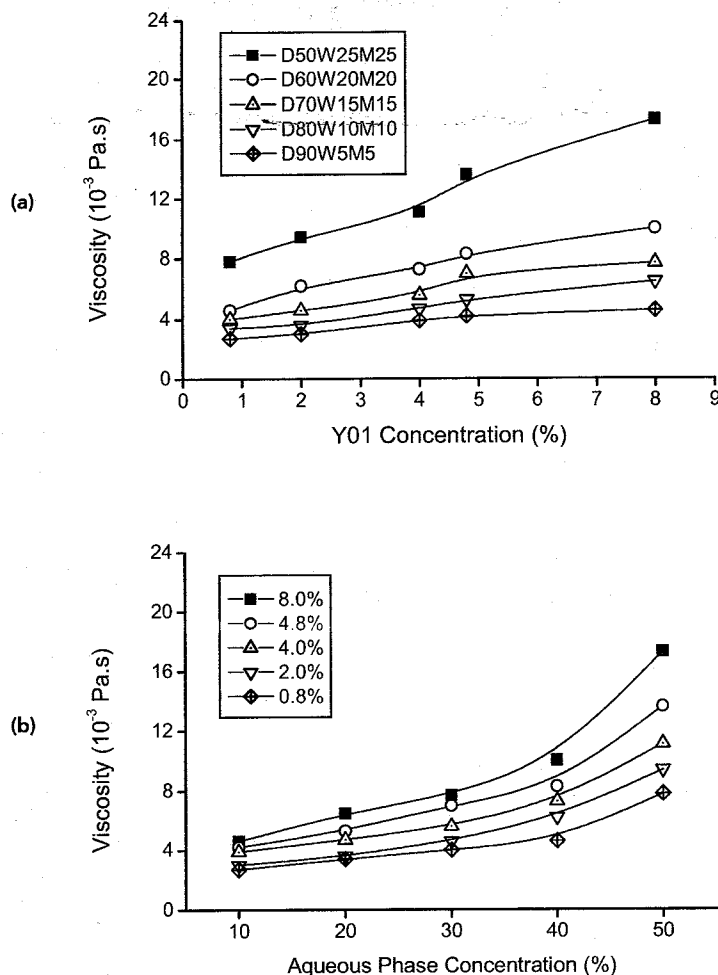 (a)
Viscosity (10⁻³ Pa.s)
24
20
16
12
8
4
0
D50W25M25
D60W20M20
D70W15M15
D80W10M10
D90W5M5
0 1 2 3 4 5 6 7 8 9
Y01 Concentration (%)
(b)
Viscosity (10⁻³ Pa.s)
24
20
16
12
8
4
0
8.0%
4.8%
4.0%
2.0%
0.8%
10 20 30 40 50
Aqueous Phase Concentration (%)